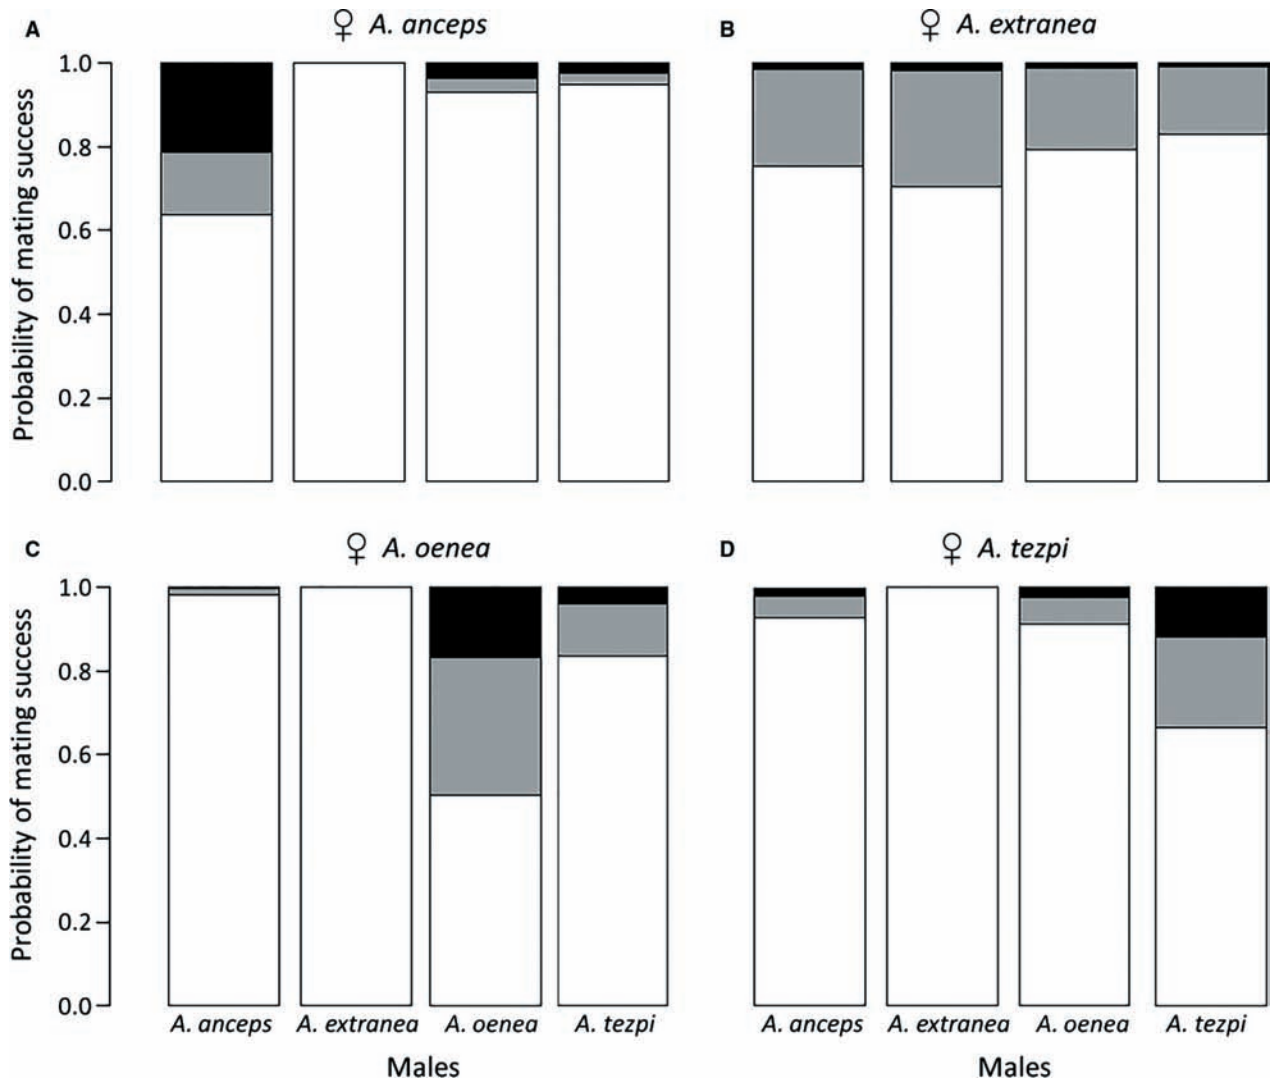 A
♀ A. anceps
B
♀ A. extranea
Probability of mating success
1.0
0.8
0.6
0.4
0.2
0.0
C
♀ A. oenea
D
♀ A. tezpi
Probability of mating success
1.0
0.8
0.6
0.4
0.2
0.0
A. anceps A. extranea A. oenea A. tezpi
A. anceps A. extranea A. oenea A. tezpi
Males
Males